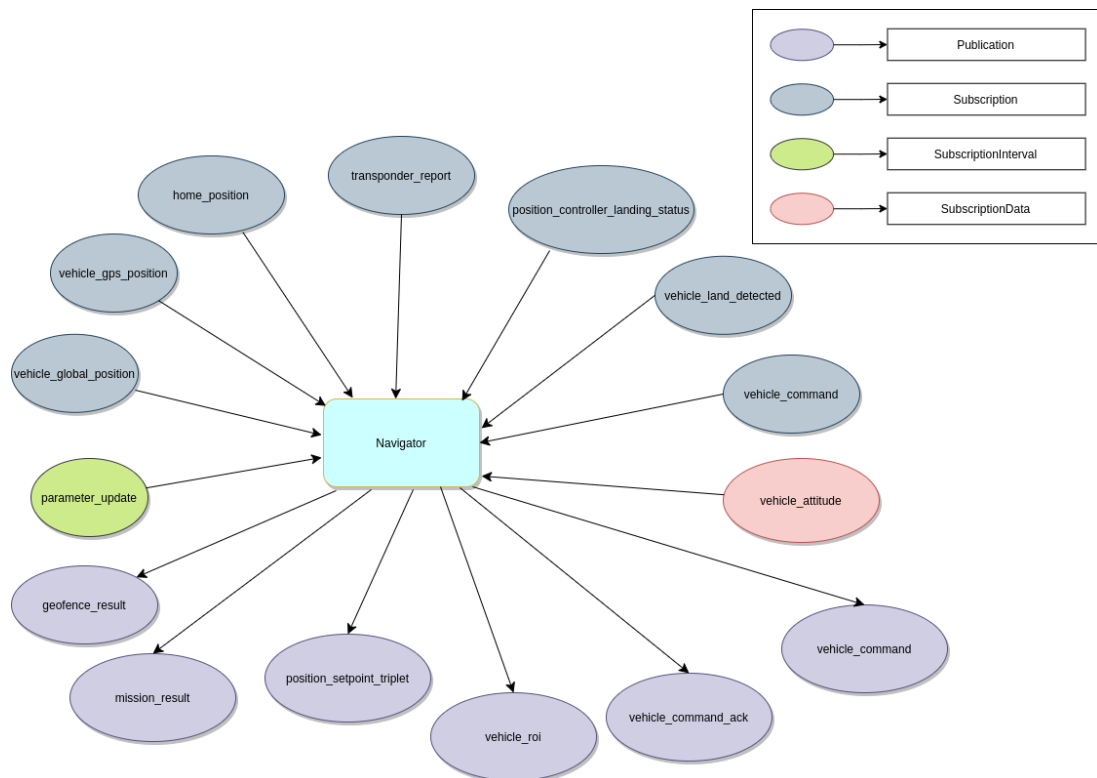 Publication
Subscription
SubscriptionInterval
SubscriptionData
transponder_report
home_position
position_controller_landing_status
vehicle_gps_position
vehicle_land_detected
vehicle_global_position
vehicle_command
Navigator
parameter_update
vehicle_attitude
geofence_result
vehicle_command
position_setpoint_triplet
mission_result
vehicle_command_ack
vehicle_roi